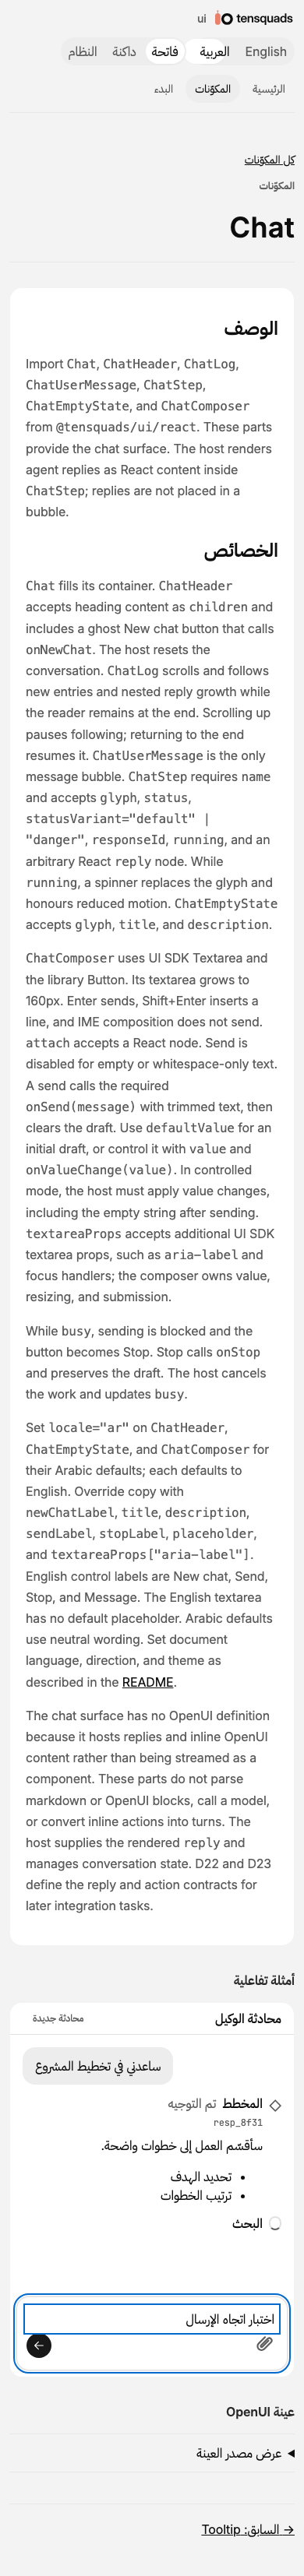 tensquads ui
English العربية فاتحة داكنة النظام
الرئيسية المكوّنات البدء
كل المكوّنات
المكوّنات
Chat
الوصف
Import Chat, ChatHeader, ChatLog,
ChatUserMessage, ChatStep,
ChatEmptyState, and ChatComposer
from @tensquads/ui/react. These parts
provide the chat surface. The host renders
agent replies as React content inside
ChatStep; replies are not placed in a
bubble.
الخصائص
Chat fills its container. ChatHeader
accepts heading content as children and
includes a ghost New chat button that calls
onNewChat. The host resets the
conversation. ChatLog scrolls and follows
new entries and nested reply growth while
the reader remains at the end. Scrolling up
pauses following; returning to the end
resumes it. ChatUserMessage is the only
message bubble. ChatStep requires name
and accepts glyph, status,
statusVariant="default" |
"danger", responseId, running, and an
arbitrary React reply node. While
running, a spinner replaces the glyph and
honours reduced motion. ChatEmptyState
accepts glyph, title, and description.
ChatComposer uses UI SDK Textarea and
the library Button. Its textarea grows to
160px. Enter sends, Shift+Enter inserts a
line, and IME composition does not send.
attach accepts a React node. Send is
disabled for empty or whitespace-only text.
A send calls the required
onSend(message) with trimmed text, then
clears the draft. Use defaultValue for an
initial draft, or control it with value and
onValueChange(value). In controlled
mode, the host must apply value changes,
including the empty string after sending.
textareaProps accepts additional UI SDK
textarea props, such as aria-label and
focus handlers; the composer owns value,
resizing, and submission.
While busy, sending is blocked and the
button becomes Stop. Stop calls onStop
and preserves the draft. The host cancels
the work and updates busy.
Set locale="ar" on ChatHeader,
ChatEmptyState, and ChatComposer for
their Arabic defaults; each defaults to
English. Override copy with
newChatLabel, title, description,
sendLabel, stopLabel, placeholder,
and textareaProps["aria-label"].
English control labels are New chat, Send,
Stop, and Message. The English textarea
has no default placeholder. Arabic defaults
use neutral wording. Set document
language, direction, and theme as
described in the README.
The chat surface has no OpenUI definition
because it hosts replies and inline OpenUI
content rather than being streamed as a
component. These parts do not parse
markdown or OpenUI blocks, call a model,
or convert inline actions into turns. The
host supplies the rendered reply and
manages conversation state. D22 and D23
define the reply and action contracts for
later integration tasks.
أمثلة تفاعلية
محادثة الوكيل محادثة جديدة
ساعدني في تخطيط المشروع
المخطط تم التوجيه
resp_8f31
سأقسّم العمل إلى خطوات واضحة.
• تحديد الهدف
• ترتيب الخطوات
البحث
اختبار اتجاه الإرسال
عينة OpenUI
◀ عرض مصدر العينة
→ السابق: Tooltip